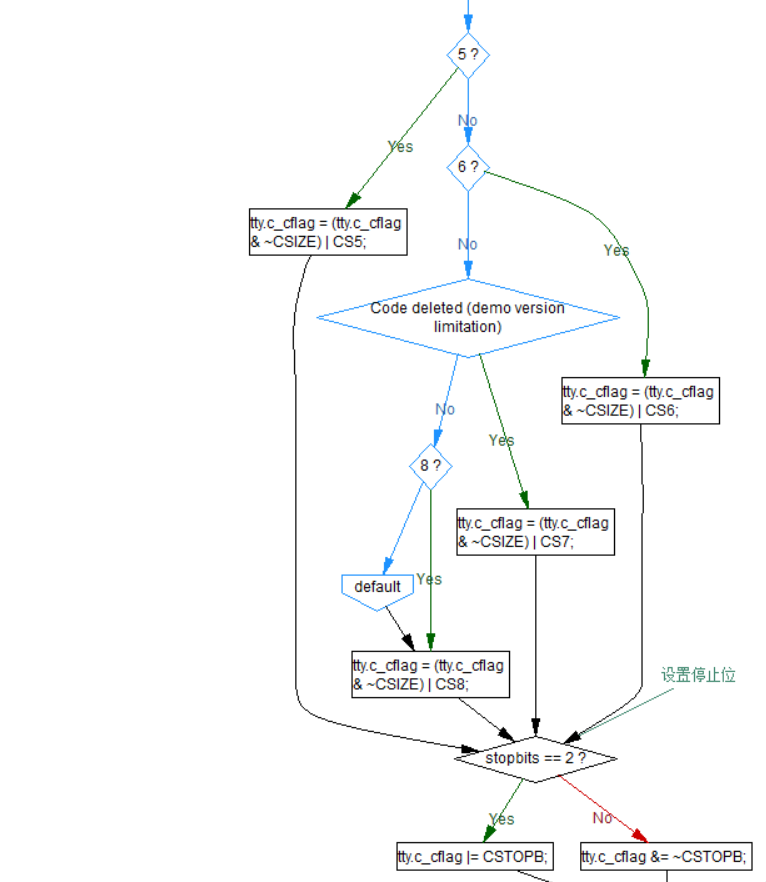 5 ?
No
Yes
6 ?
tty.c_cflag = (tty.c_cflag
& ~CSIZE) | CS5;
No
Yes
Code deleted (demo version
limitation)
tty.c_cflag = (tty.c_cflag
& ~CSIZE) | CS6;
No
Yes
8 ?
tty.c_cflag = (tty.c_cflag
& ~CSIZE) | CS7;
default
Yes
tty.c_cflag = (tty.c_cflag
& ~CSIZE) | CS8;
设置停止位
stopbits == 2 ?
Yes
No
tty.c_cflag |= CSTOPB;
tty.c_cflag &= ~CSTOPB;